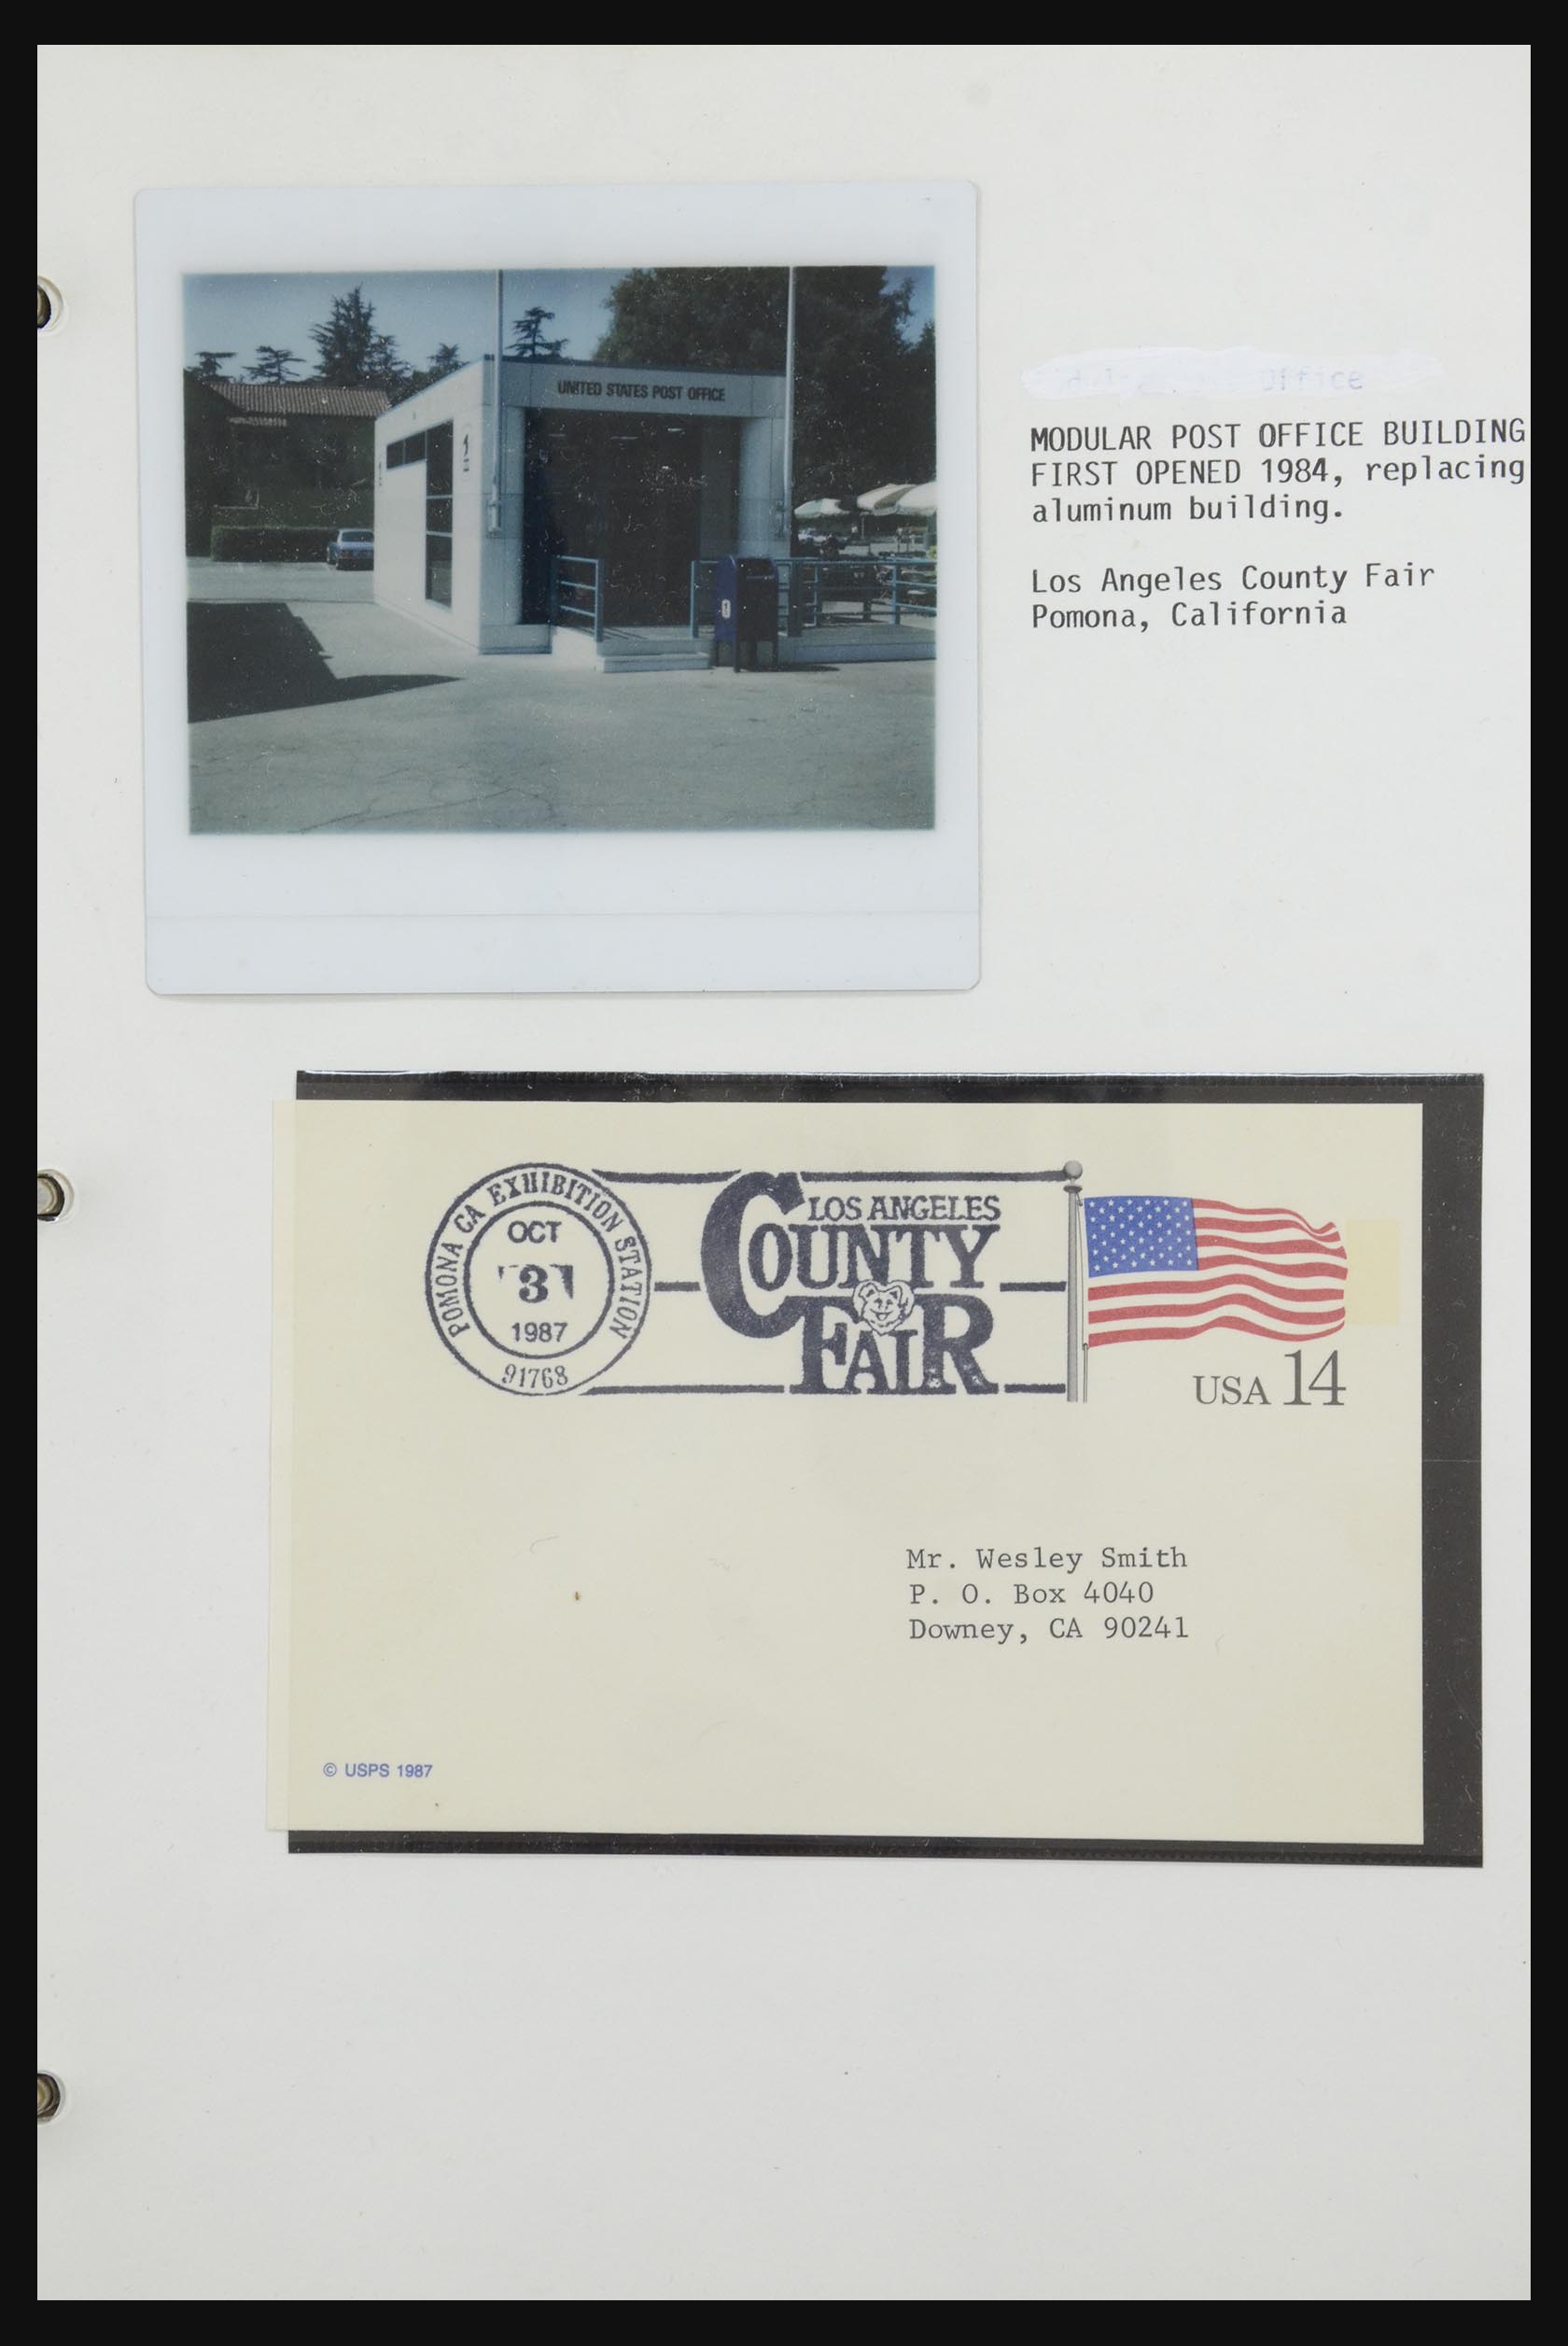 UNITED STATES POST OFFICE
Office
MODULAR POST OFFICE BUILDING
FIRST OPENED 1984, replacing
aluminum building.
Los Angeles County Fair
Pomona, California
POMONA CA EXHIBITION STATION
OCT
3
1987
91768
LOS ANGELES
COUNTY
FAIR
USA 14
Mr. Wesley Smith
P. O. Box 4040
Downey, CA 90241
© USPS 1987